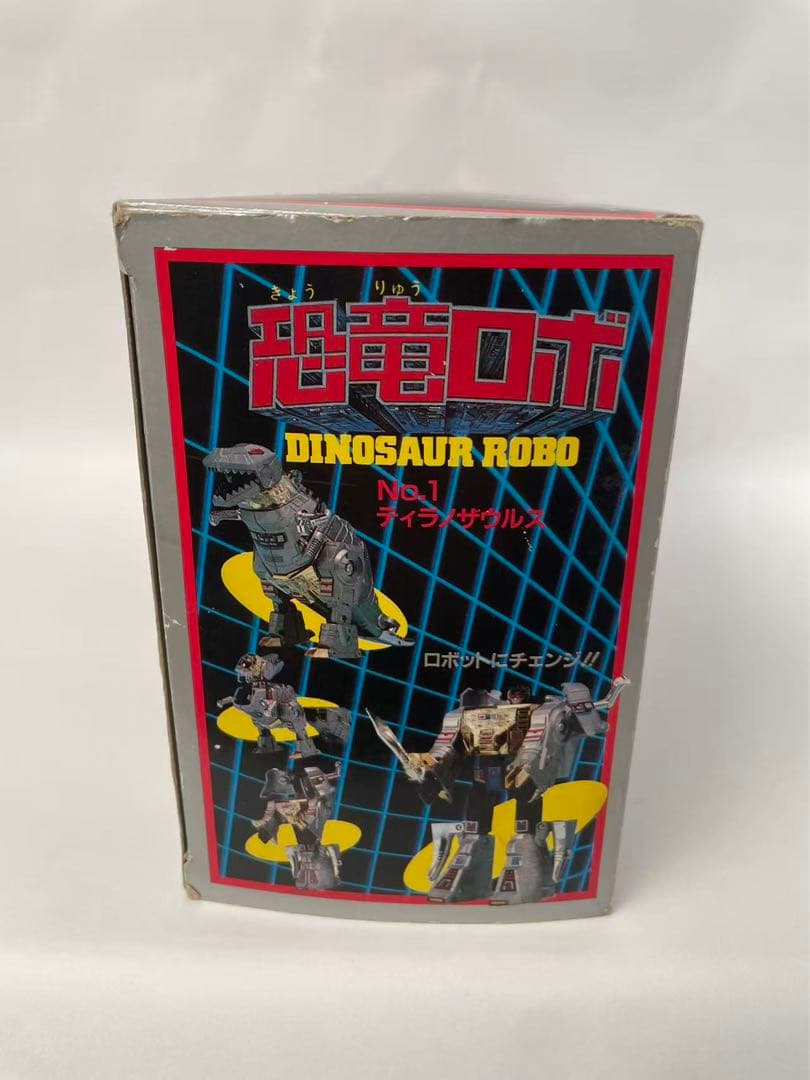 きょう りゅう
恐竜ロボ
DINOSAUR ROBO
No.1
ティラノザウルス
ロボットにチェンジ!!